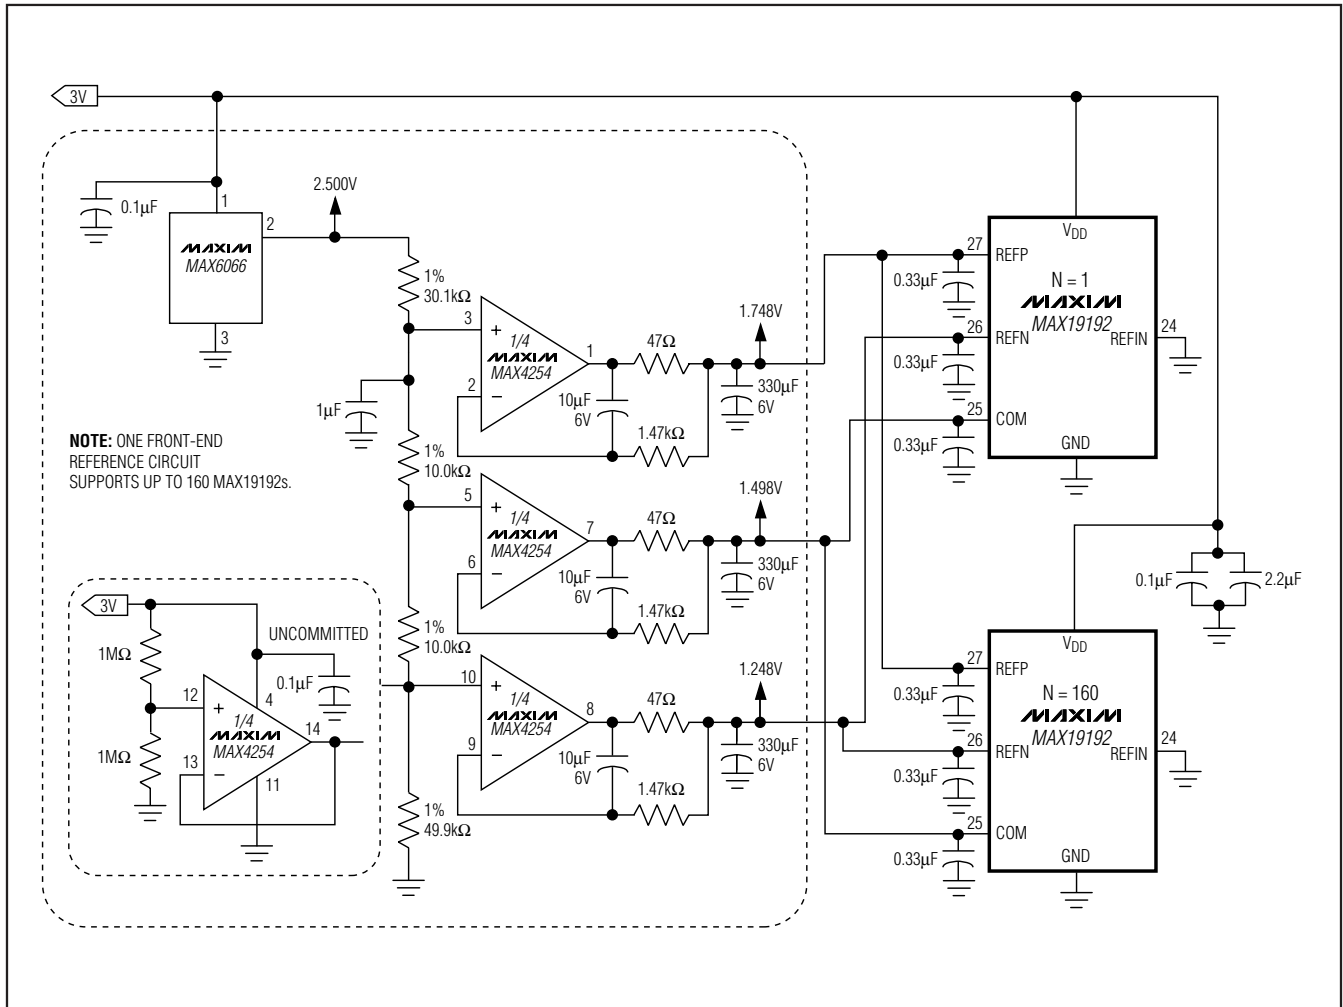 3V
0.1µF
1
2
2.500V
MAXIM
MAX6066
3
1%
30.1kΩ
1µF
NOTE: ONE FRONT-END
REFERENCE CIRCUIT
SUPPORTS UP TO 160 MAX19192s.
3
+
1/4
MAXIM
MAX4254
2
−
1
47Ω
10µF
6V
1.47kΩ
1.748V
330µF
6V
1%
10.0kΩ
5
+
1/4
MAXIM
MAX4254
6
−
7
47Ω
10µF
6V
1.47kΩ
1.498V
330µF
6V
1%
10.0kΩ
10
+
1/4
MAXIM
MAX4254
9
−
8
47Ω
10µF
6V
1.47kΩ
1.248V
330µF
6V
1%
49.9kΩ
3V
UNCOMMITTED
1MΩ
0.1µF
12
+
4
1/4
MAXIM
MAX4254
14
1MΩ
13
−
11
VDD
27
REFP
0.33µF
N = 1
MAXIM
MAX19192
26
REFN
0.33µF
24
REFIN
25
COM
0.33µF
GND
0.1µF
2.2µF
VDD
27
REFP
0.33µF
N = 160
MAXIM
MAX19192
26
REFN
0.33µF
24
REFIN
25
COM
0.33µF
GND